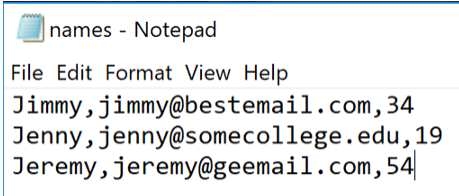 names - Notepad
File Edit Format View Help
Jimmy,jimmy@bestemail.com,34
Jenny,jenny@somecollege.edu,19
Jeremy,jeremy@geemail.com,54